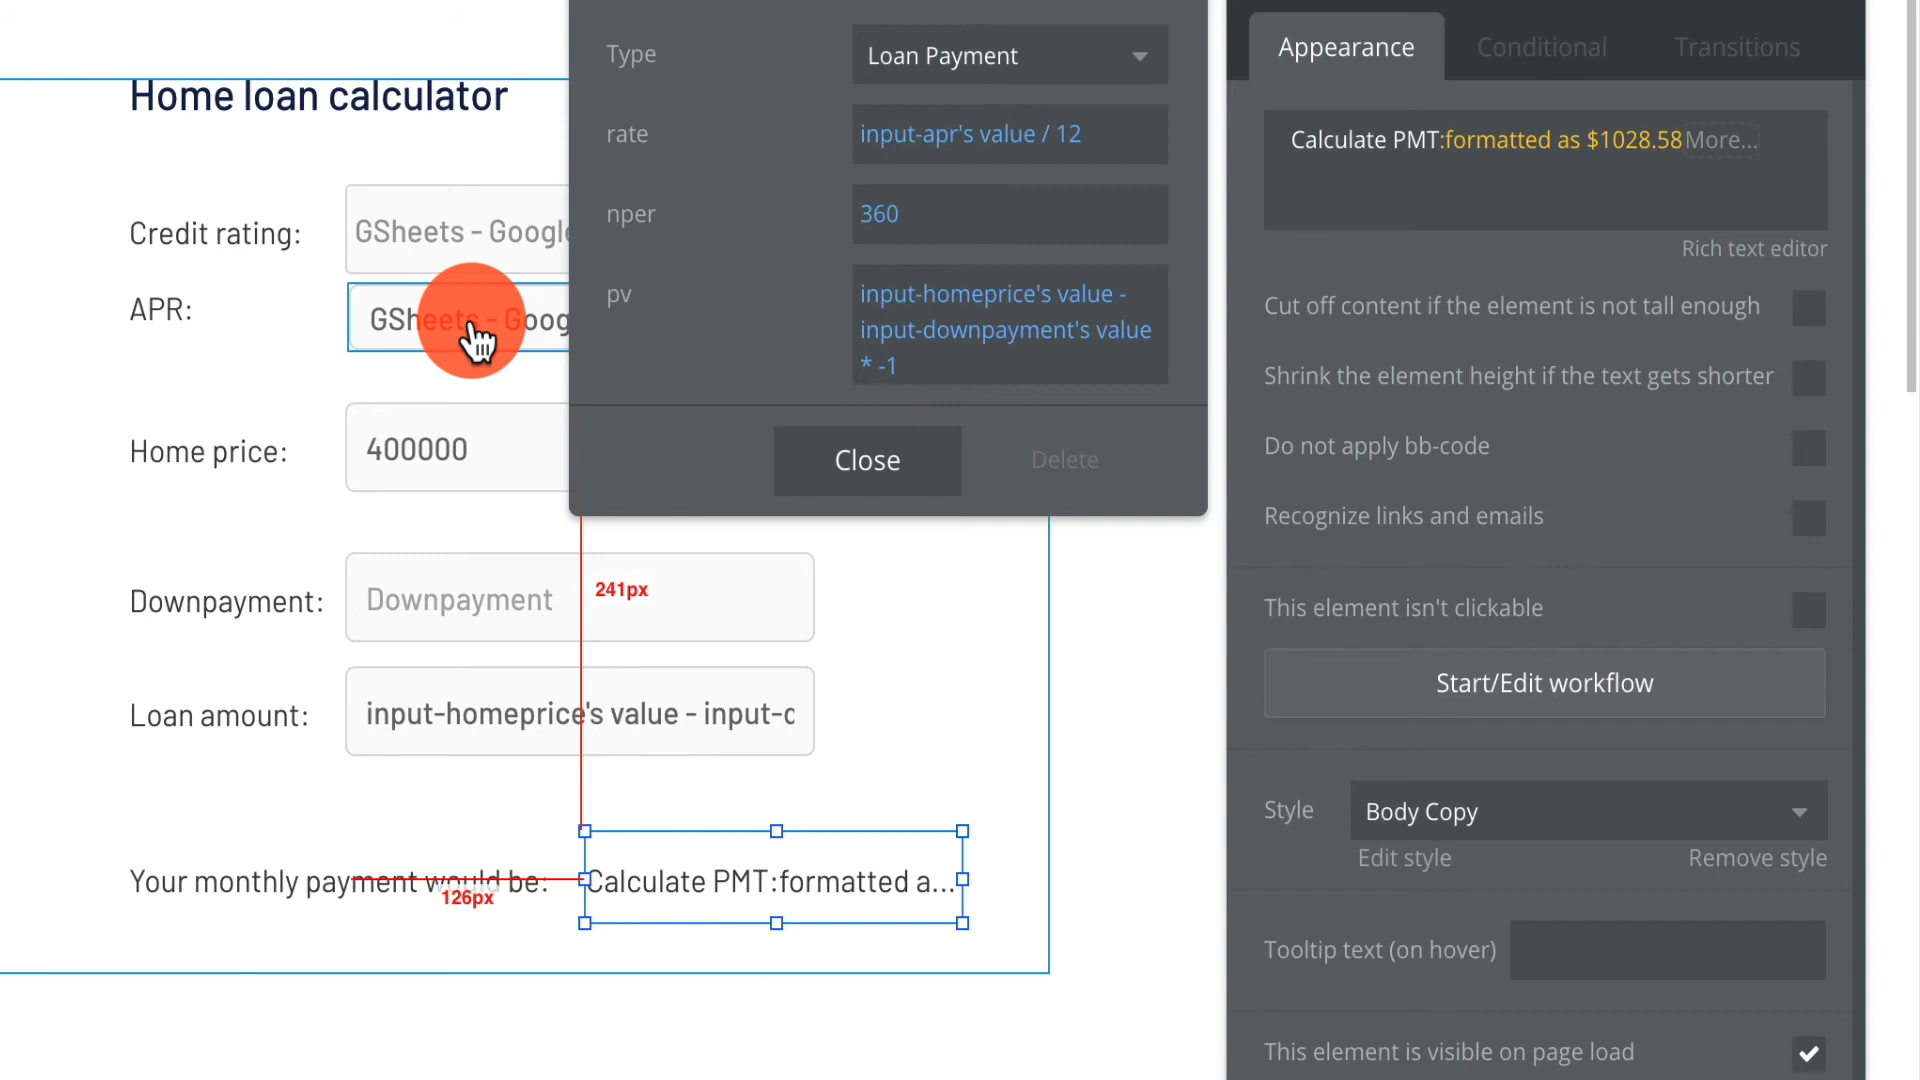 Home loan calculator
Credit rating:
GSheets - Google
APR:
GSheets - Goog
Home price:
400000
Downpayment:
Downpayment
241px
Loan amount:
input-homeprice's value - input-c
Your monthly payment would be:
126px
Calculate PMT:formatted a...
Type
Loan Payment
rate
input-apr's value / 12
nper
360
pv
input-homeprice's value -
input-downpayment's value
* -1
Close
Delete
Appearance
Conditional
Transitions
Calculate PMT:formatted as $1028.58 More...
Rich text editor
Cut off content if the element is not tall enough
Shrink the element height if the text gets shorter
Do not apply bb-code
Recognize links and emails
This element isn't clickable
Start/Edit workflow
Style
Body Copy
Edit style
Remove style
Tooltip text (on hover)
This element is visible on page load